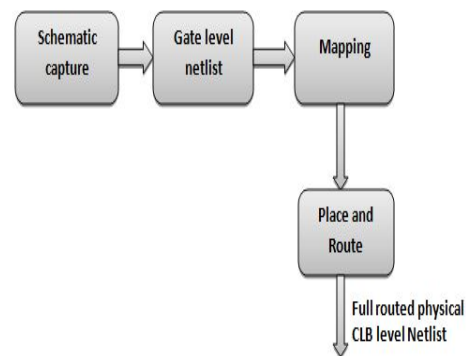 Schematic
capture
Gate level
netlist
Mapping
Place and
Route
Full routed physical
CLB level Netlist